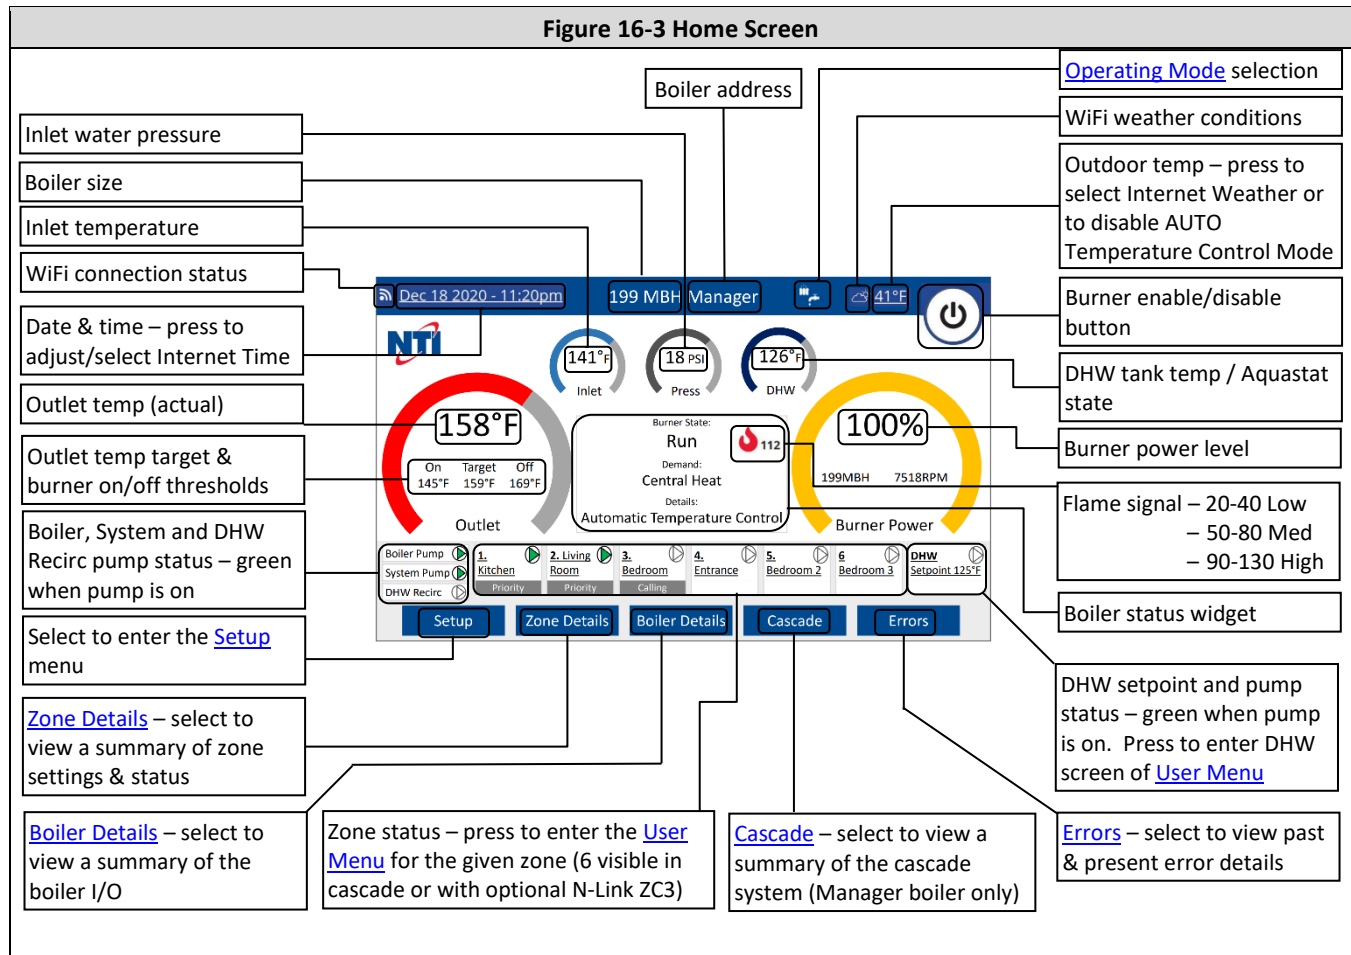 Figure 16-3 Home Screen
Boiler address
Operating Mode selection
WiFi weather conditions
Outdoor temp – press to
select Internet Weather or
to disable AUTO
Temperature Control Mode
Burner enable/disable
button
DHW tank temp / Aquastat
state
Burner power level
Flame signal – 20-40 Low
– 50-80 Med
– 90-130 High
Boiler status widget
DHW setpoint and pump
status – green when pump
is on.  Press to enter DHW
screen of User Menu
Errors – select to view past
& present error details
Inlet water pressure
Boiler size
Inlet temperature
WiFi connection status
Date & time – press to
adjust/select Internet Time
Outlet temp (actual)
Outlet temp target &
burner on/off thresholds
Boiler, System and DHW
Recirc pump status – green
when pump is on
Select to enter the Setup
menu
Zone Details – select to
view a summary of zone
settings & status
Boiler Details – select to
view a summary of the
boiler I/O
Zone status – press to enter the User
Menu for the given zone (6 visible in
cascade or with optional N-Link ZC3)
Cascade – select to view a
summary of the cascade
system (Manager boiler only)
Dec 18 2020 - 11:20pm
199 MBH Manager
41°F
NTI
141°F
Inlet
18 PSI
Press
126°F
DHW
158°F
On Target Off
145°F 159°F 169°F
Outlet
Burner State:
Run
112
Demand:
Central Heat
Details:
Automatic Temperature Control
100%
199MBH 7518RPM
Burner Power
Boiler Pump
System Pump
DHW Recirc
1.
Kitchen
Priority
2. Living
Room
Priority
3.
Bedroom
Calling
4.
Entrance
5.
Bedroom 2
6
Bedroom 3
DHW
Setpoint 125°F
Setup
Zone Details
Boiler Details
Cascade
Errors